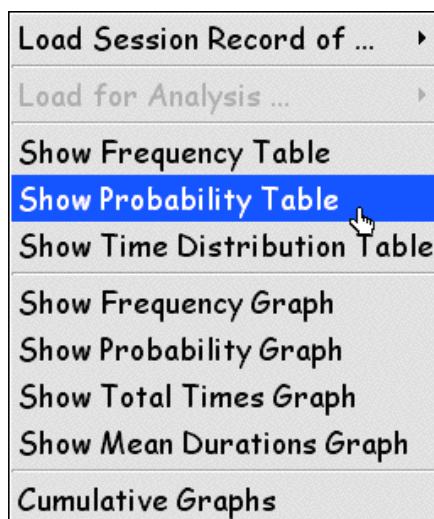 Load Session Record of ...
Load for Analysis ...
Show Frequency Table
Show Probability Table
Show Time Distribution Table
Show Frequency Graph
Show Probability Graph
Show Total Times Graph
Show Mean Durations Graph
Cumulative Graphs